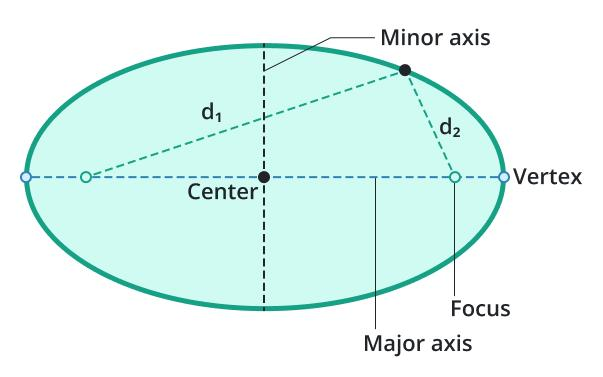 Minor axis
d₁
d₂
Center
Vertex
Focus
Major axis